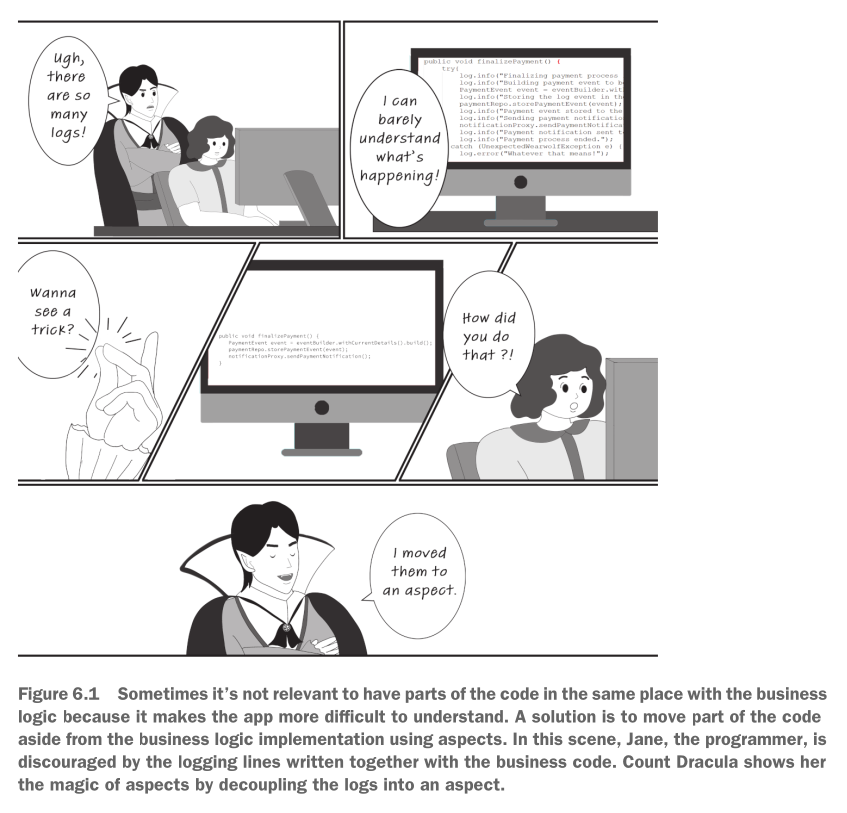 Ugh,
there
are so
many
logs!
I can
barely
understand
what's
happening!
public void finalizePayment() {
try{
log.info("Finalizing payment process
log.info("Building payment event to be
PaymentEvent event = eventBuilder.wit
log.info("Storing the log event in the
paymentRepo.storePaymentEvent(event);
log.info("Payment event stored to the
log.info("Sending payment notificatio
notificationProxy.sendPaymentNotifica
log.info("Payment notification sent t
log.info("Payment process ended.");
catch (UnexpectedWearwolfException e) {
log.error("Whatever that means!");
Wanna
see a
trick?
public void finalizePayment() {
PaymentEvent event = eventBuilder.withCurrentDetails().build();
paymentRepo.storePaymentEvent(event);
notificationProxy.sendPaymentNotification();
}
How did
you do
that ?!
I moved
them to
an aspect.
Figure 6.1 Sometimes it's not relevant to have parts of the code in the same place with the business
logic because it makes the app more difficult to understand. A solution is to move part of the code
aside from the business logic implementation using aspects. In this scene, Jane, the programmer, is
discouraged by the logging lines written together with the business code. Count Dracula shows her
the magic of aspects by decoupling the logs into an aspect.